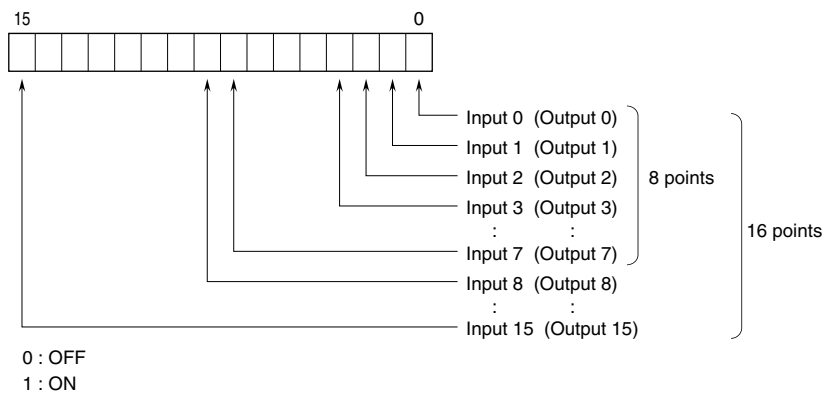 15 0
Input 0 (Output 0)
Input 1 (Output 1)
Input 2 (Output 2)
8 points
Input 3 (Output 3)
: :
16 points
Input 7 (Output 7)
Input 8 (Output 8)
: :
Input 15 (Output 15)
0 : OFF
1 : ON